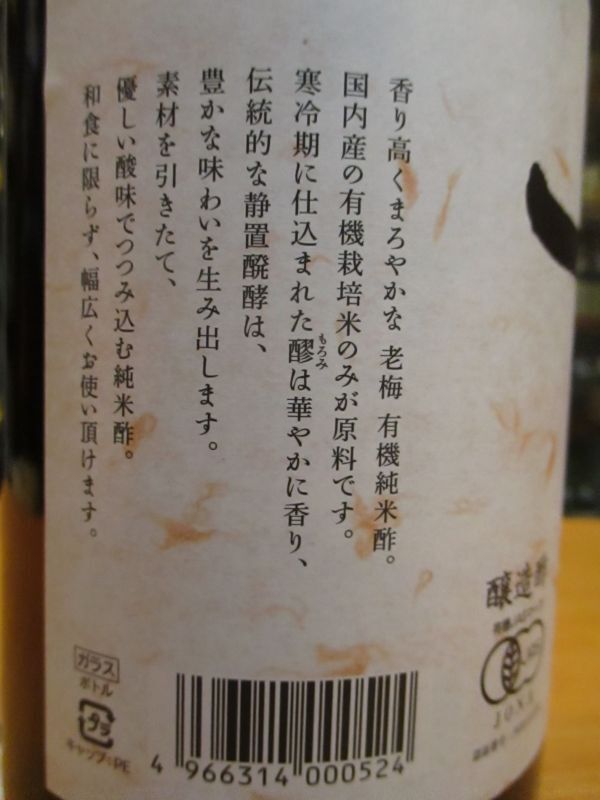 香り高くまろやかな 老梅 有機純米酢。
国内産の有機栽培米のみが原料です。
寒冷期に仕込まれた醪は華やかに香り、
もろみ
伝統的な静置醗酵は、
豊かな味わいを生み出します。
素材を引きたて、
優しい酸味でつつみ込む純米酢。
和食に限らず、幅広くお使い頂けます。
醸造酢
JONA
ガラス
ボトル
キャップ:PE
4 966314 000524